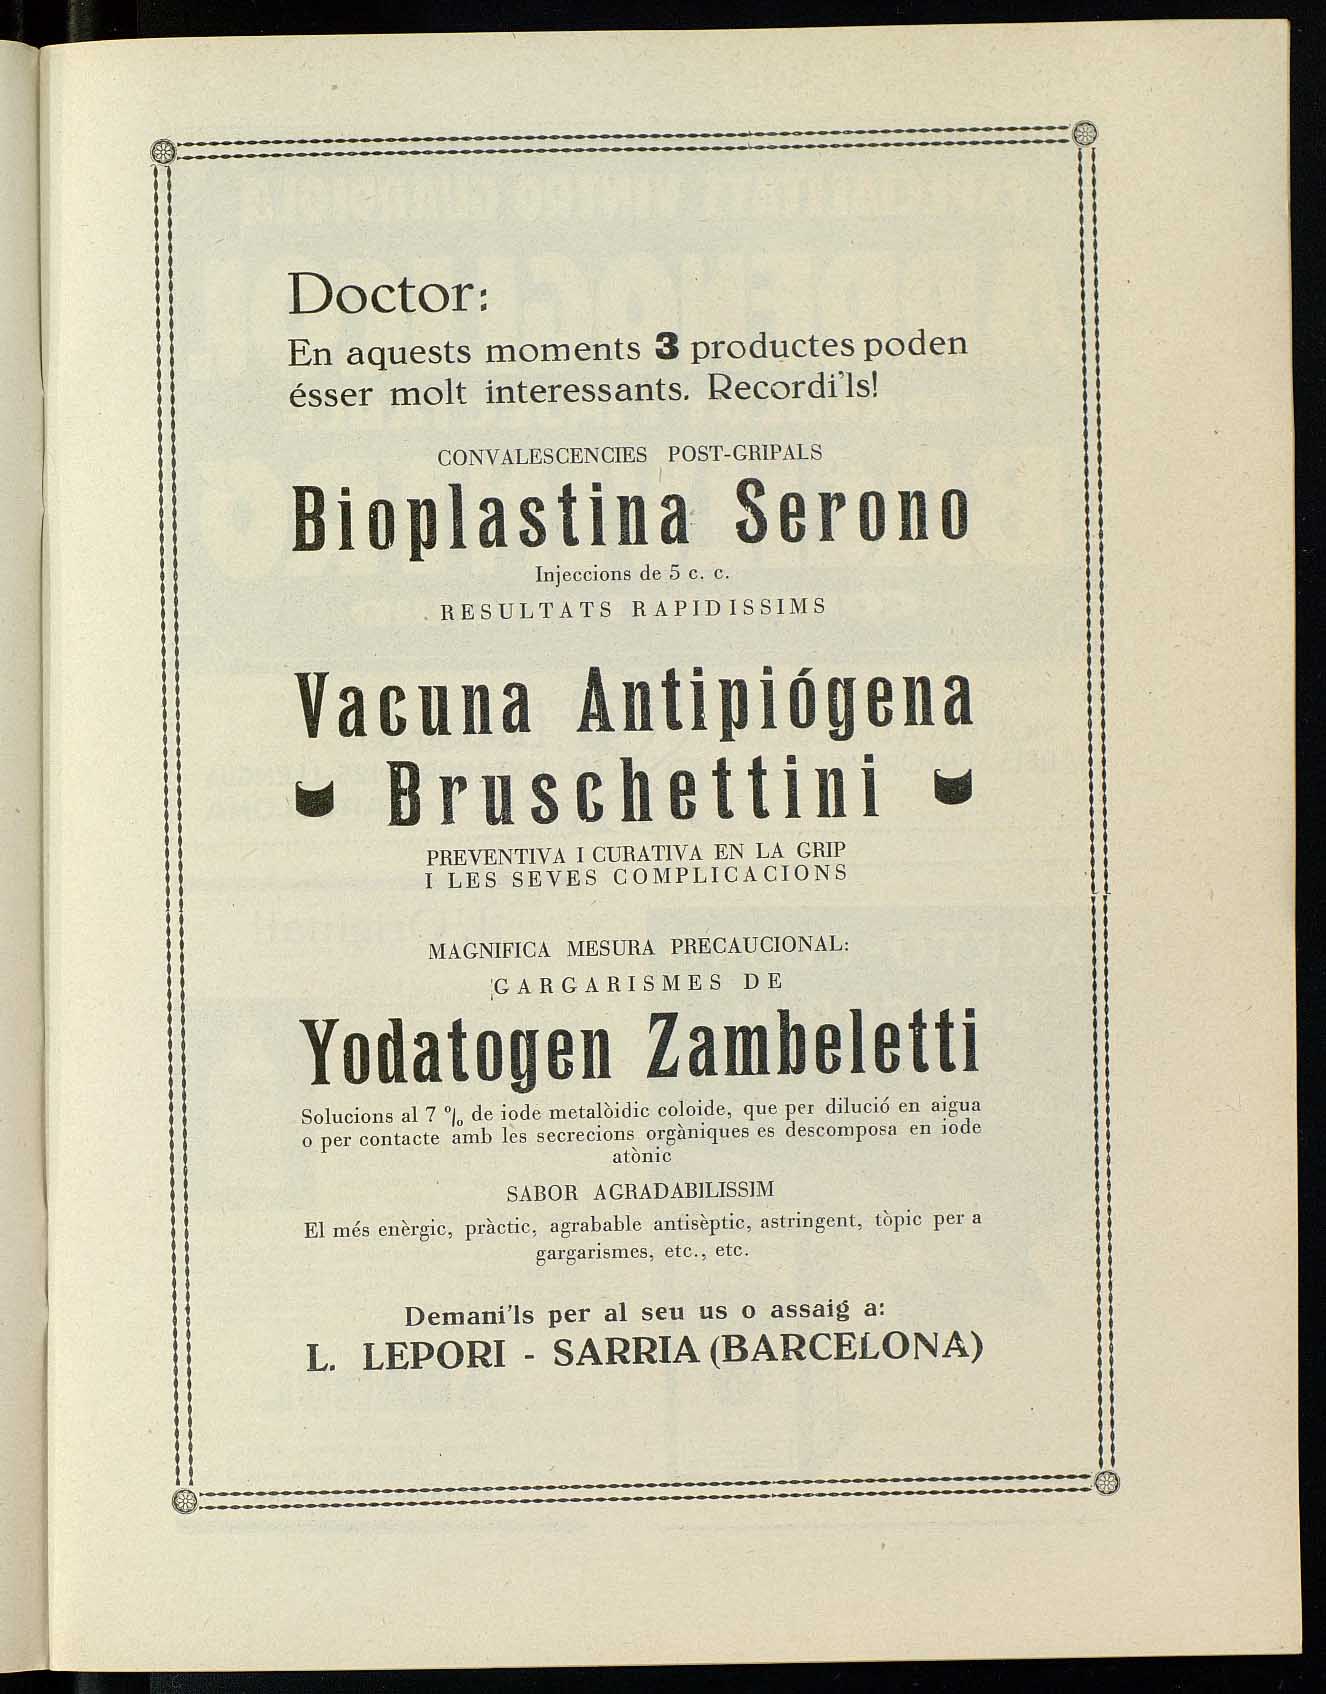 Doctor:
En aquests moments 3 productes poden
ésser molt interessants. Recordi'ls!
CONVALESCENCIES POST-GRIPALS
Bioplastina Serono
Injeccions de 5 c. c.
RESULTATS RAPIDISSIMS
Vacuna Antipiógena
Bruschettini
PREVENTIVA I CURATIVA EN LA GRIP
I LES SEVES COMPLICACIONS
MAGNIFICA MESURA PRECAUCIONAL:
GARGARISMES DE
Yodatogen Zambeletti
Solucions al 7 % de iode metalòidic coloide, que per dilució en aigua
o per contacte amb les secrecions orgàniques es descomposa en iode
atònic
SABOR AGRADABILISSIM
El més enèrgic, pràctic, agrabable antisèptic, astringent, tòpic per a
gargarismes, etc., etc.
Demani'ls per al seu us o assaig a:
L. LEPORI - SARRIA (BARCELONA)